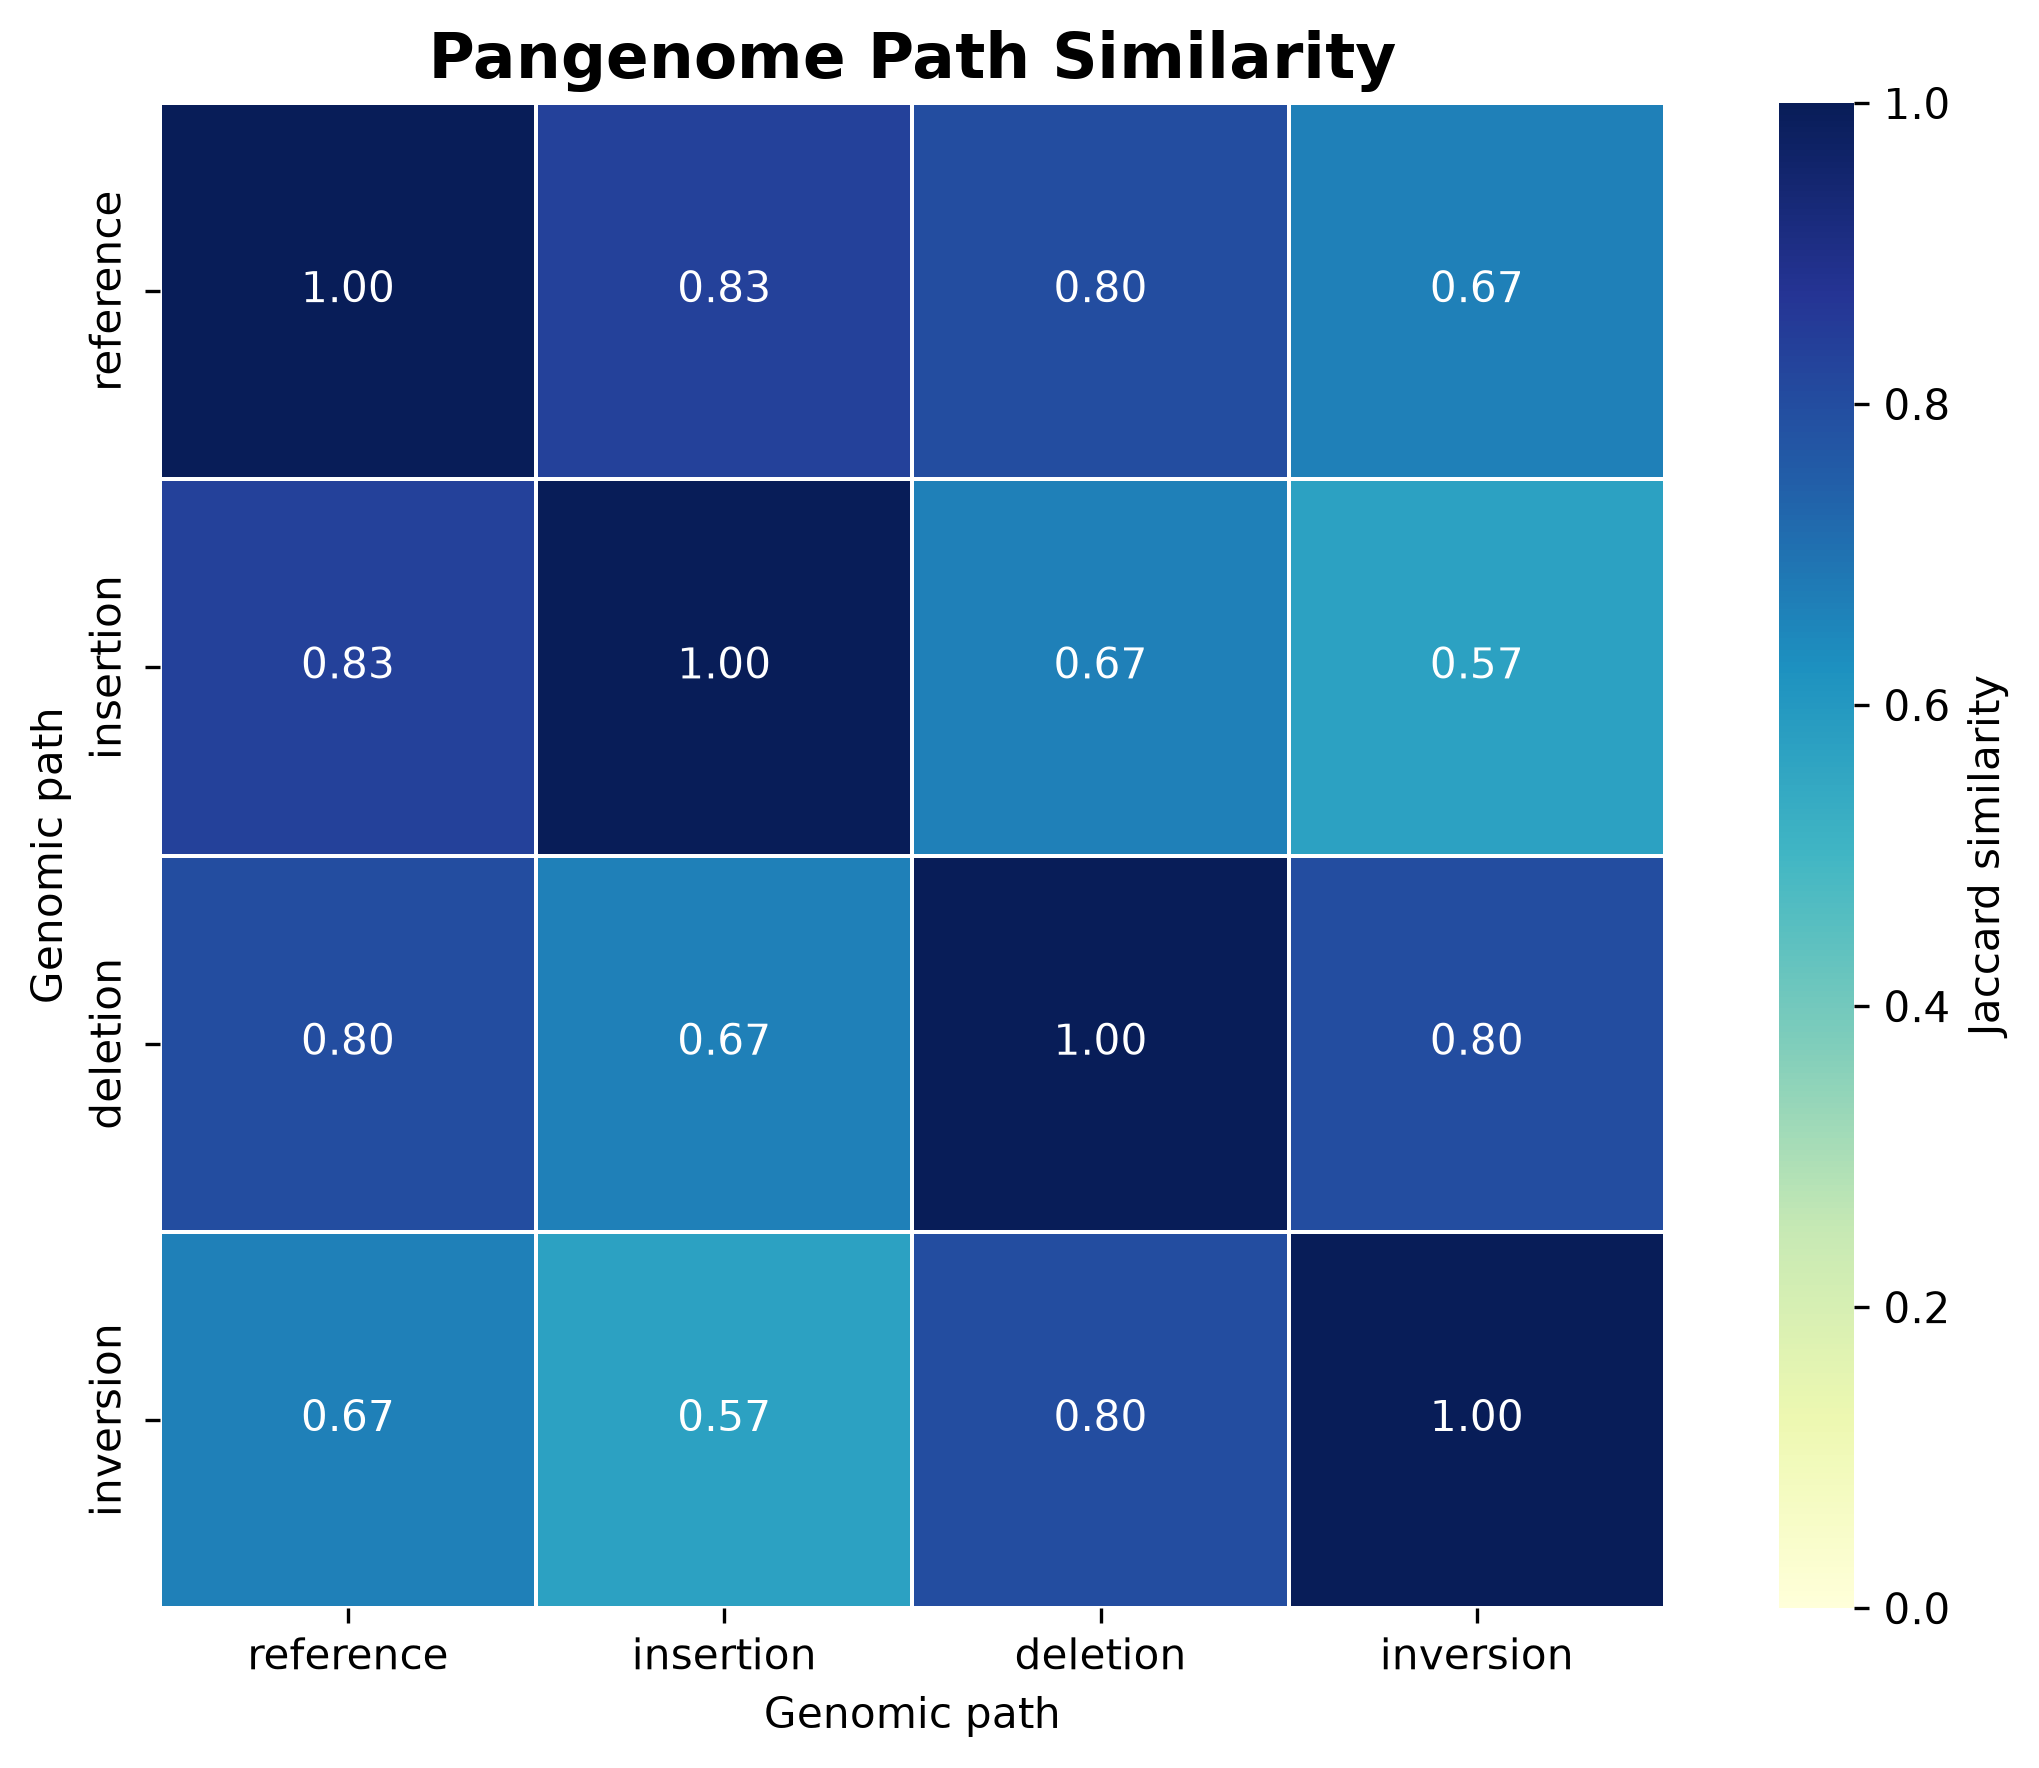 Pangenome Path Similarity
Genomic path
reference
insertion
deletion
inversion
1.00 0.83 0.80 0.67
0.83 1.00 0.67 0.57
0.80 0.67 1.00 0.80
0.67 0.57 0.80 1.00
reference insertion deletion inversion
Genomic path
1.0
0.8
0.6
0.4
0.2
0.0
Jaccard similarity